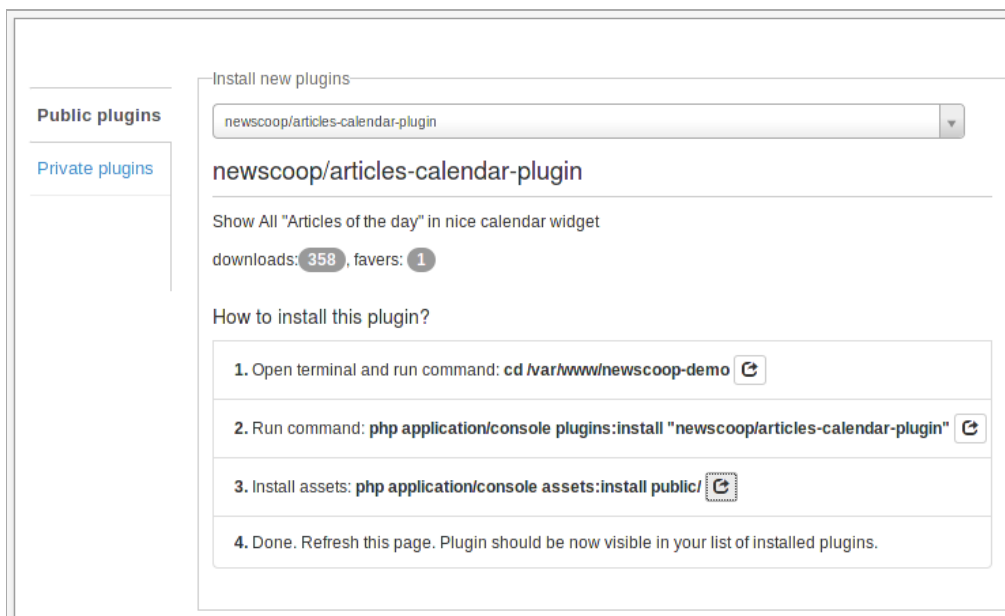 Install new plugins
Public plugins
Private plugins
newscoop/articles-calendar-plugin
newscoop/articles-calendar-plugin
Show All "Articles of the day" in nice calendar widget
downloads: 358 , favers: 1
How to install this plugin?
1. Open terminal and run command: cd /var/www/newscoop-demo
2. Run command: php application/console plugins:install "newscoop/articles-calendar-plugin"
3. Install assets: php application/console assets:install public/
4. Done. Refresh this page. Plugin should be now visible in your list of installed plugins.